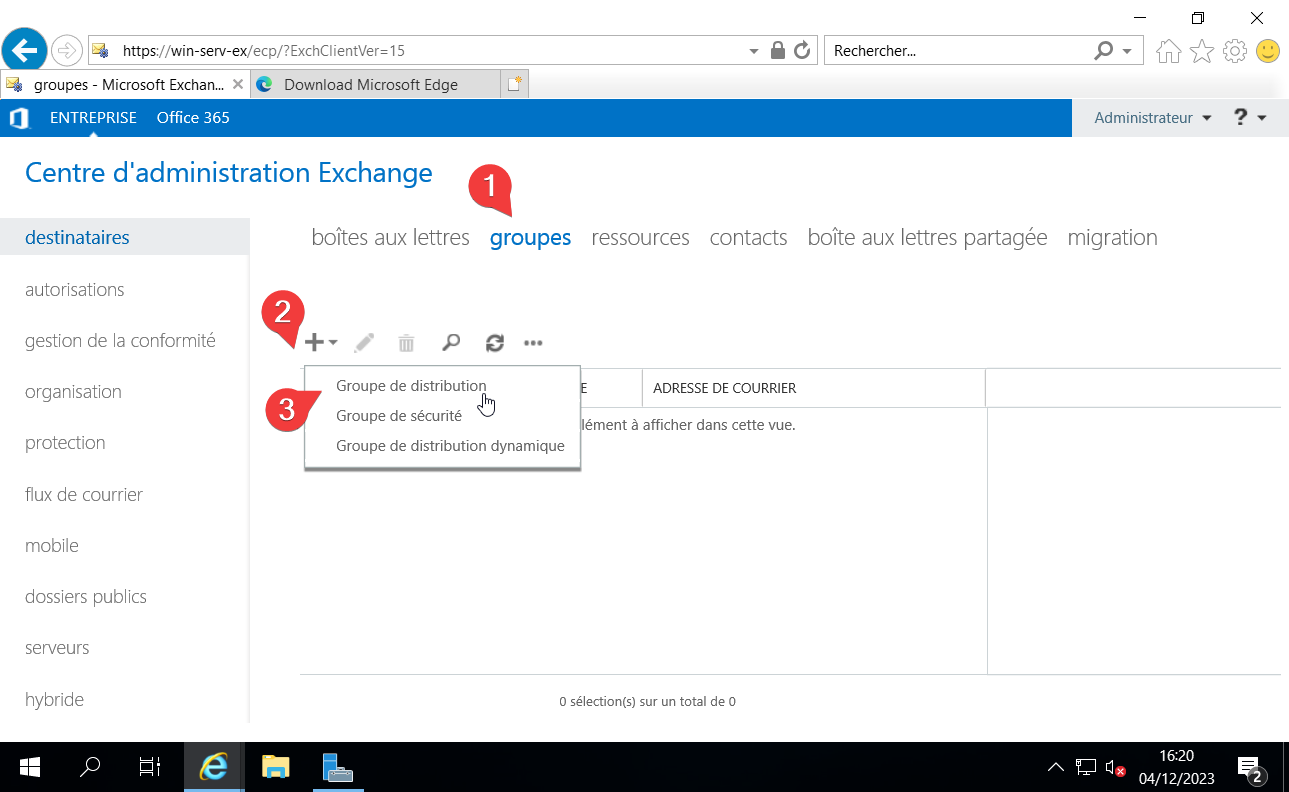 https://win-serv-ex/ecp/?ExchClientVer=15
Rechercher...
groupes - Microsoft Exchan...
Download Microsoft Edge
ENTREPRISE
Office 365
Administrateur
?
Centre d'administration Exchange
1
destinataires
boîtes aux lettres groupes ressources contacts boîte aux lettres partagée migration
autorisations
2
gestion de la conformité
organisation
Groupe de distribution
E
ADRESSE DE COURRIER
3
Groupe de sécurité
lément à afficher dans cette vue.
Groupe de distribution dynamique
protection
flux de courrier
mobile
dossiers publics
serveurs
hybride
0 sélection(s) sur un total de 0
16:20
04/12/2023
2